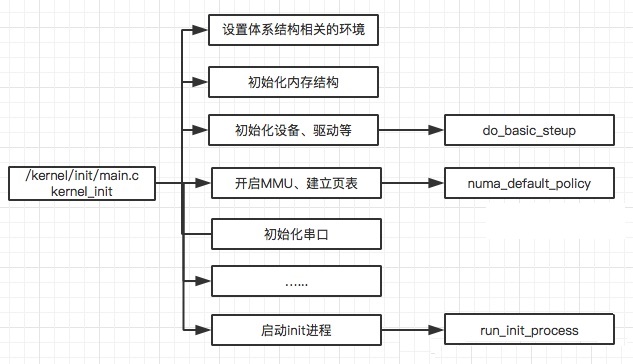 设置体系结构相关的环境
初始化内存结构
初始化设备、驱动等
do_basic_steup
/kernel/init/main.c
kernel_init
开启MMU、建立页表
numa_default_policy
初始化串口
…...
启动init进程
run_init_process